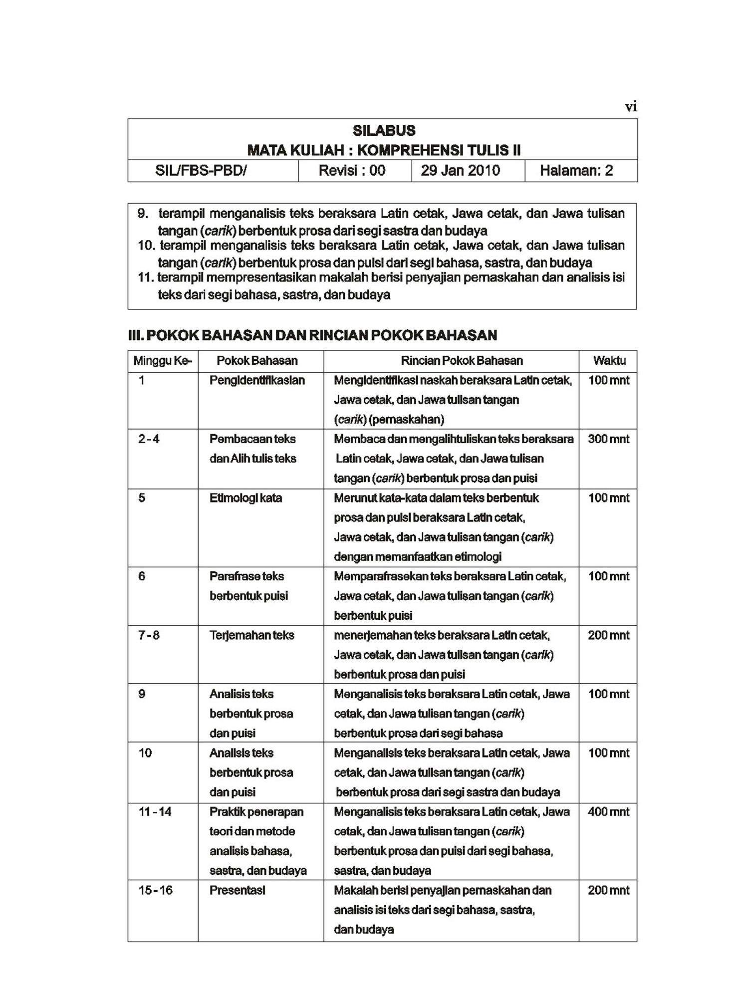 vi
SILABUS
MATA KULIAH : KOMPREHENSI TULIS II
SIL/FBS-PBD/ Revisi : 00 29 Jan 2010 Halaman: 2
9. terampil menganalisis teks beraksara Latin cetak, Jawa cetak, dan Jawa tulisan
tangan (carik) berbentuk prosa dari segi sastra dan budaya
10. terampil menganalisis teks beraksara Latin cetak, Jawa cetak, dan Jawa tulisan
tangan (carik) berbentuk prosa dan puisi dari segi bahasa, sastra, dan budaya
11. terampil mempresentasikan makalah berisi penyajian pernaskahan dan analisis isi
teks dari segi bahasa, sastra, dan budaya
III. POKOK BAHASAN DAN RINCIAN POKOK BAHASAN
Minggu Ke- Pokok Bahasan Rincian Pokok Bahasan Waktu
1 Pengidentifikasian Mengidentifikasi naskah beraksara Latin cetak, 100 mnt
Jawa cetak, dan Jawa tulisan tangan
(carik) (pernaskahan)
2 - 4 Pembacaan teks Membaca dan mengalihtuliskan teks beraksara 300 mnt
dan Alih tulis teks Latin cetak, Jawa cetak, dan Jawa tulisan
tangan (carik) berbentuk prosa dan puisi
5 Etimologi kata Merunut kata-kata dalam teks berbentuk 100 mnt
prosa dan puisi beraksara Latin cetak,
Jawa cetak, dan Jawa tulisan tangan (carik)
dengan memanfaatkan etimologi
6 Parafrase teks Memparafrasekan teks beraksara Latin cetak, 100 mnt
berbentuk puisi Jawa cetak, dan Jawa tulisan tangan (carik)
berbentuk puisi
7 - 8 Terjemahan teks menerjemahan teks beraksara Latin cetak, 200 mnt
Jawa cetak, dan Jawa tulisan tangan (carik)
berbentuk prosa dan puisi
9 Analisis teks Menganalisis teks beraksara Latin cetak, Jawa 100 mnt
berbentuk prosa cetak, dan Jawa tulisan tangan (carik)
dan puisi berbentuk prosa dari segi bahasa
10 Analisis teks Menganalisis teks beraksara Latin cetak, Jawa 100 mnt
berbentuk prosa cetak, dan Jawa tulisan tangan (carik)
dan puisi berbentuk prosa dari segi sastra dan budaya
11 - 14 Praktik penerapan Menganalisis teks beraksara Latin cetak, Jawa 400 mnt
teori dan metode cetak, dan Jawa tulisan tangan (carik)
analisis bahasa, berbentuk prosa dan puisi dari segi bahasa,
sastra, dan budaya sastra, dan budaya
15 - 16 Presentasi Makalah berisi penyajian pernaskahan dan 200 mnt
analisis isi teks dari segi bahasa, sastra,
dan budaya